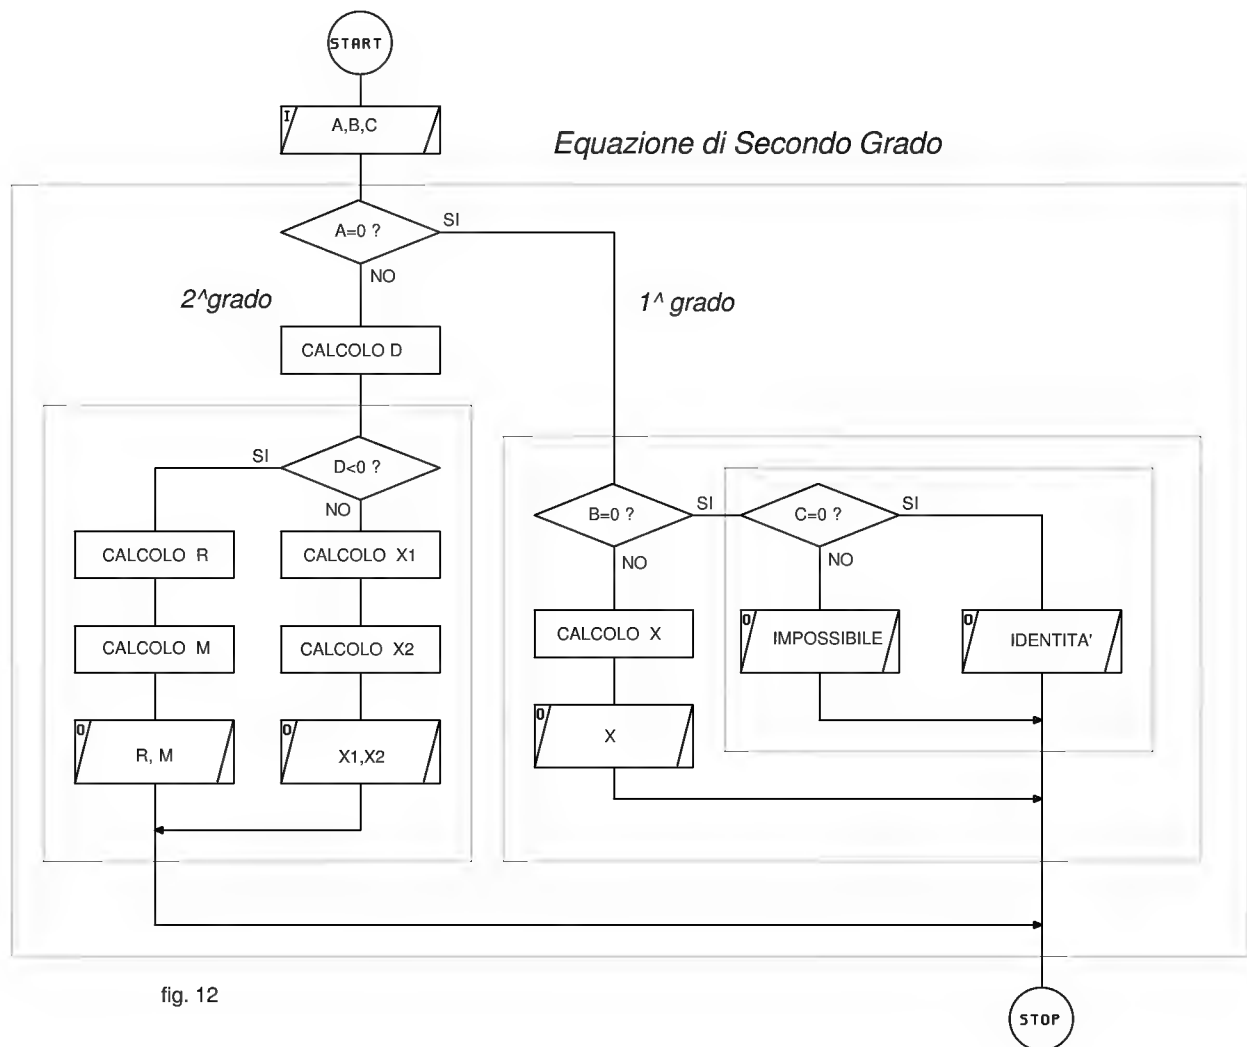 START
I
A,B,C
Equazione di Secondo Grado
A=0 ?
SI
NO
2^grado
1^ grado
CALCOLO D
SI
D<0 ?
NO
B=0 ?
SI
C=0 ?
SI
NO
NO
CALCOLO R
CALCOLO X1
CALCOLO X
O
IMPOSSIBILE
O
IDENTITA'
CALCOLO M
CALCOLO X2
O
R, M
O
X1,X2
O
X
fig. 12
STOP